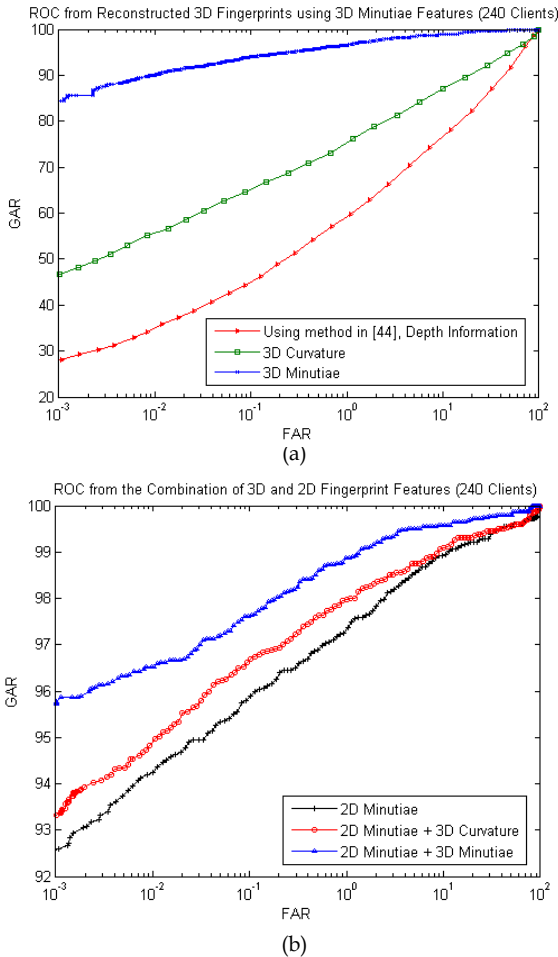 ROC from Reconstructed 3D Fingerprints using 3D Minutiae Features (240 Clients)
100
90
80
70
60
50
40
30
20
GAR
Using method in [44], Depth Information
3D Curvature
3D Minutiae
10^-3
10^-2
10^-1
10^0
10^1
10^2
FAR
(a)
ROC from the Combination of 3D and 2D Fingerprint Features (240 Clients)
100
99
98
97
96
95
94
93
92
GAR
2D Minutiae
2D Minutiae + 3D Curvature
2D Minutiae + 3D Minutiae
10^-3
10^-2
10^-1
10^0
10^1
10^2
FAR
(b)